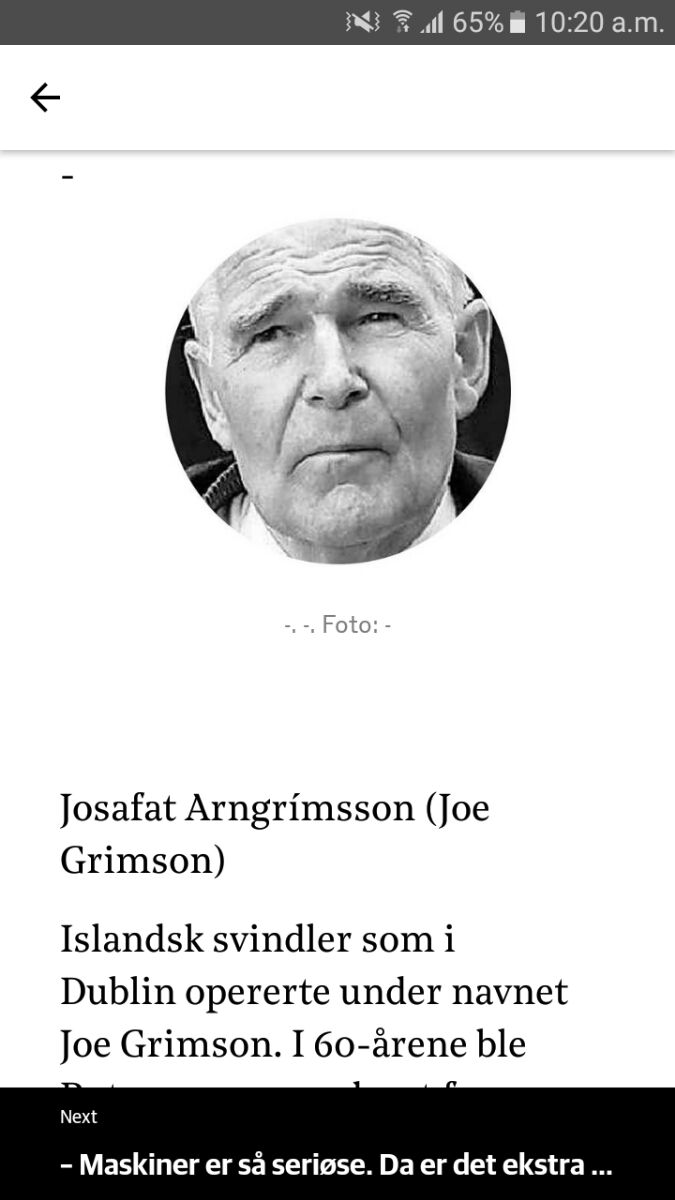 65% 10:20 a.m.
-
-. -. Foto: -
Josafat Arngrímsson (Joe
Grimson)
Islandsk svindler som i
Dublin opererte under navnet
Joe Grimson. I 60-årene ble
Next
– Maskiner er så seriøse. Da er det ekstra ...